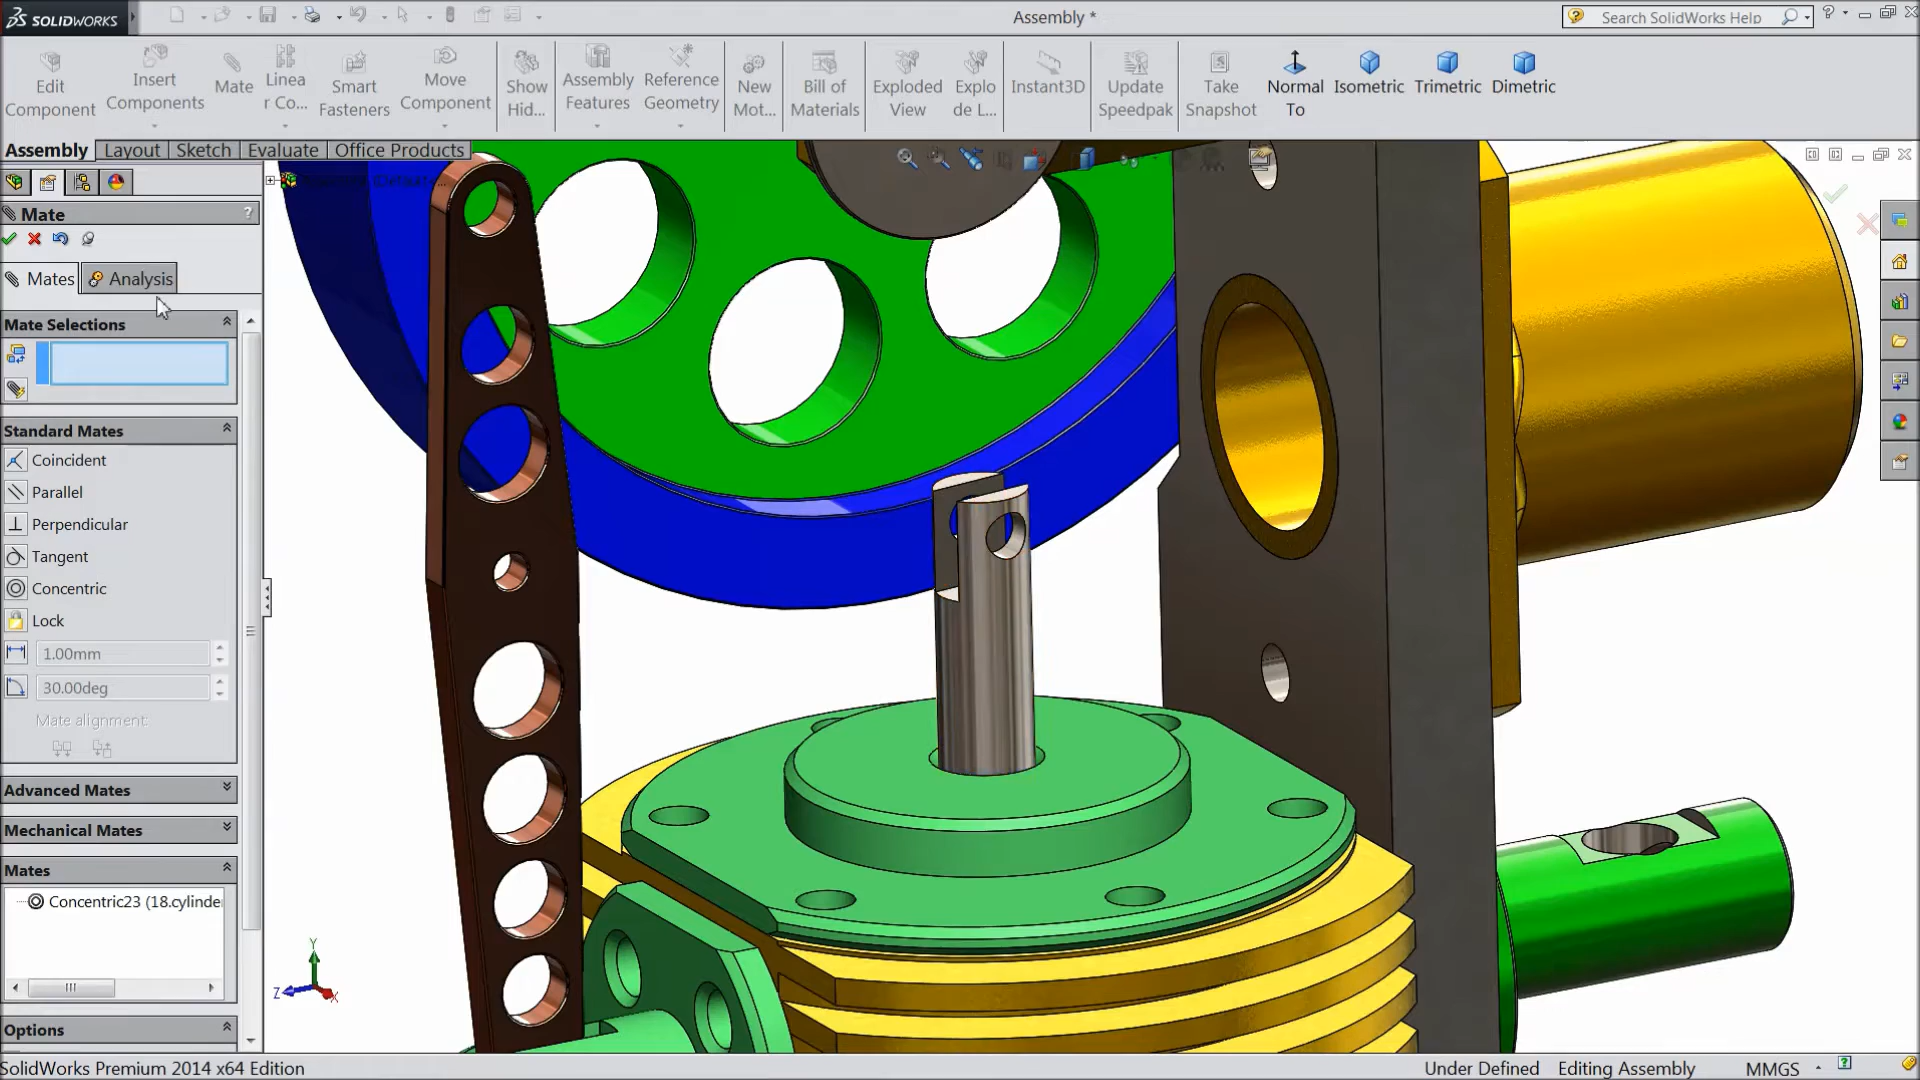 SOLIDWORKS
Assembly *
Search SolidWorks Help
Edit Component
Insert Components
Mate
Linea r Co...
Smart Fasteners
Move Component
Show Hid...
Assembly Features
Reference Geometry
New Mot...
Bill of Materials
Exploded View
Explo de L...
Instant3D
Update Speedpak
Take Snapshot
Normal To
Isometric
Trimetric
Dimetric
Assembly
Layout
Sketch
Evaluate
Office Products
Mate
?
Mates
Analysis
Mate Selections
Standard Mates
Coincident
Parallel
Perpendicular
Tangent
Concentric
Lock
1.00mm
30.00deg
Mate alignment:
Advanced Mates
Mechanical Mates
Mates
Concentric23 (18.cylinde
Options
Y
Z
X
SolidWorks Premium 2014 x64 Edition
Under Defined
Editing Assembly
MMGS